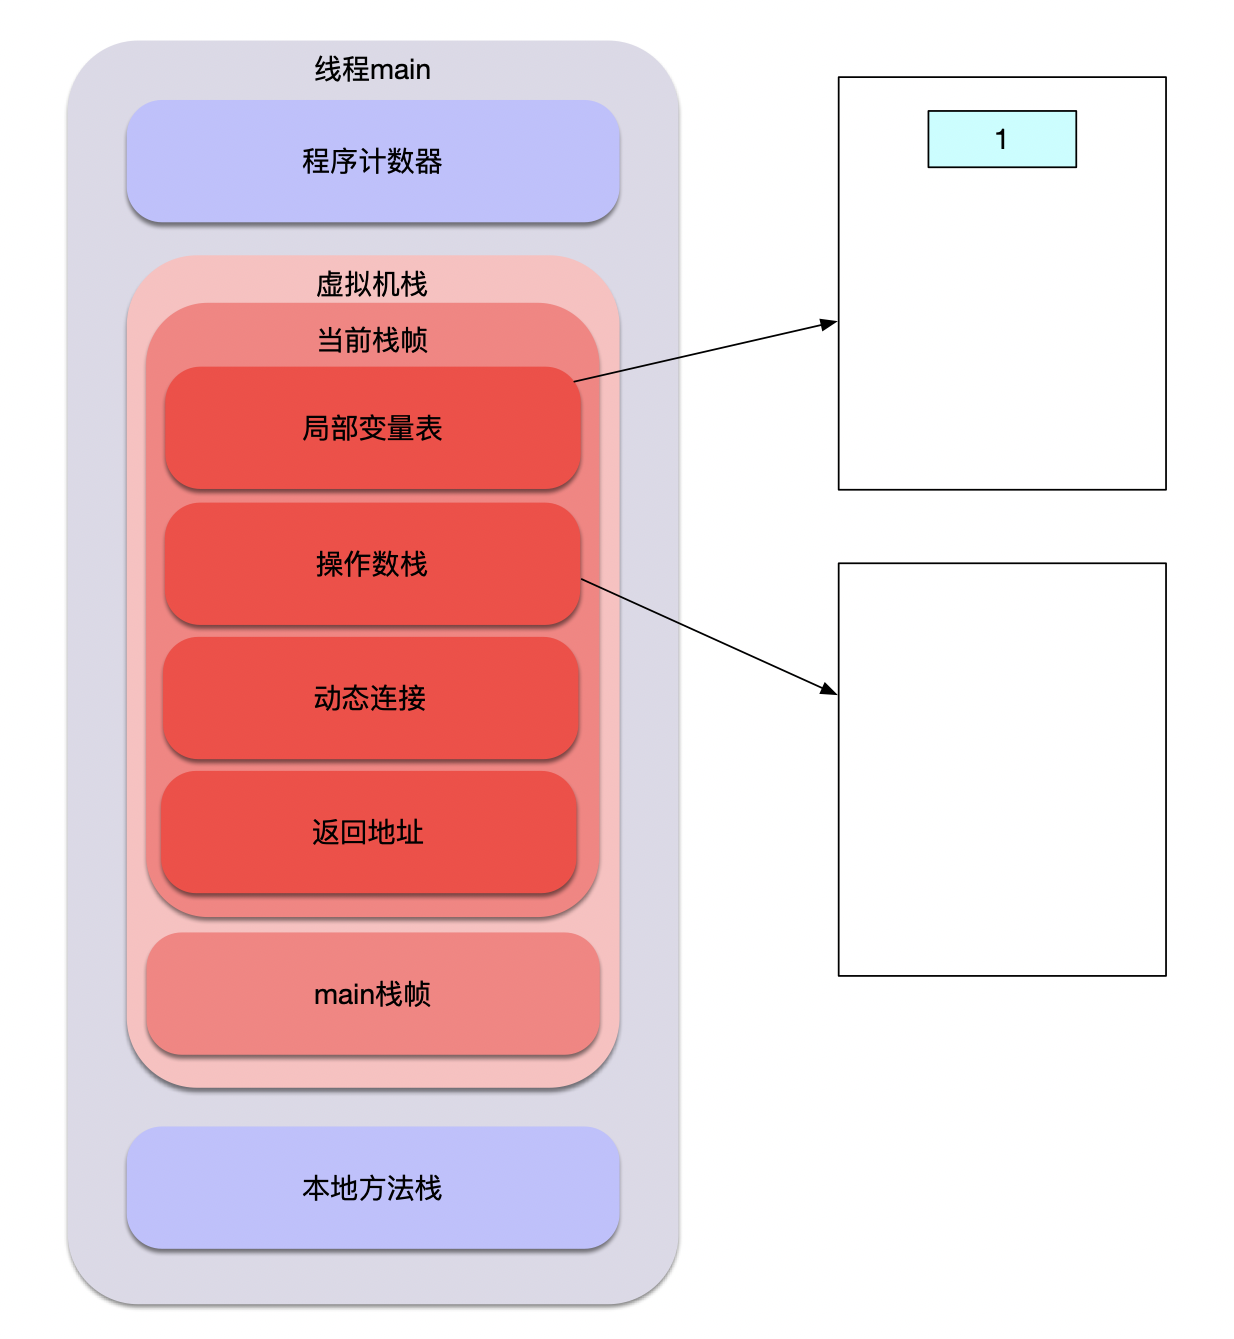 线程main
程序计数器
虚拟机栈
当前栈帧
局部变量表
操作数栈
动态连接
返回地址
main栈帧
本地方法栈
1